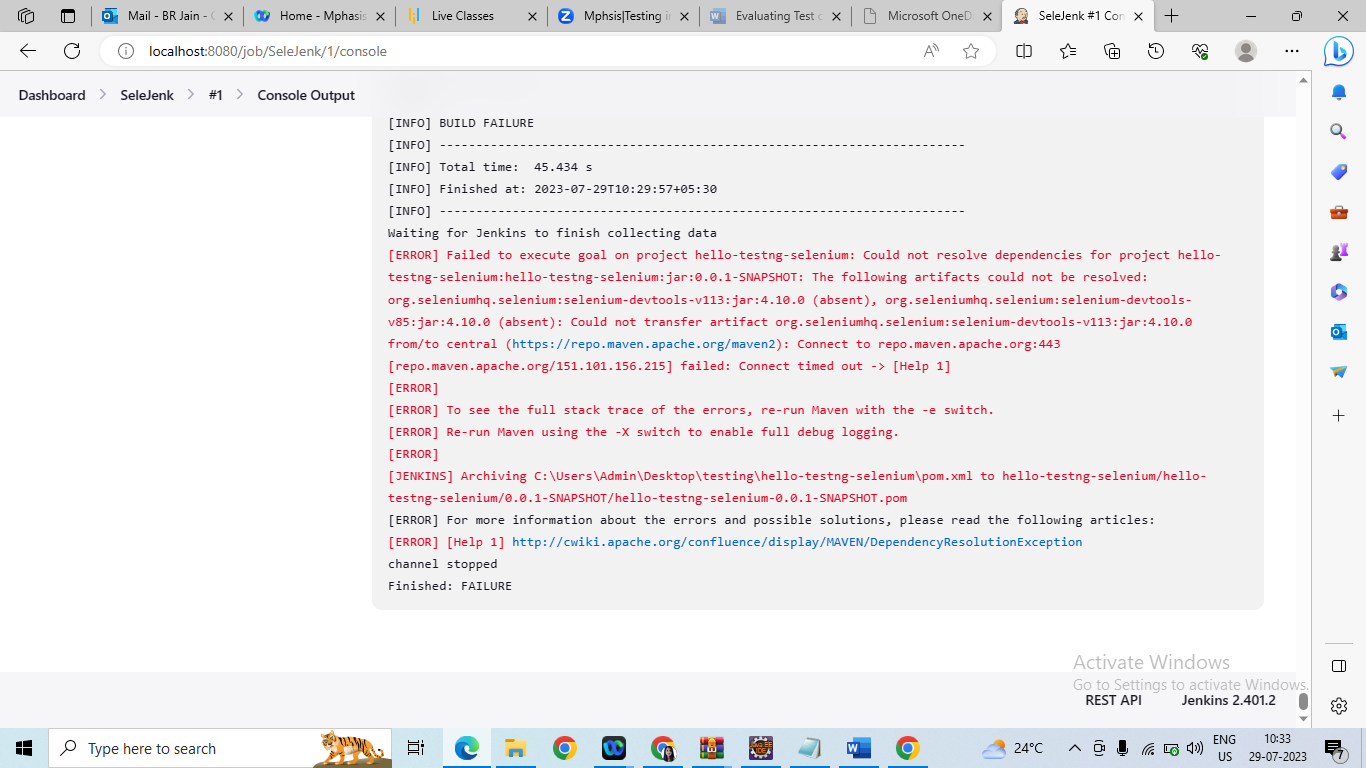 Mail - BR Jain -
Home - Mphasis
Live Classes
Mphsis|Testing i
Evaluating Test
Microsoft OneD
SeleJenk #1 Con
localhost:8080/job/SeleJenk/1/console
Dashboard > SeleJenk > #1 > Console Output
[INFO] BUILD FAILURE
[INFO] ------------------------------------------------------------------------
[INFO] Total time:  45.434 s
[INFO] Finished at: 2023-07-29T10:29:57+05:30
[INFO] ------------------------------------------------------------------------
Waiting for Jenkins to finish collecting data
[ERROR] Failed to execute goal on project hello-testng-selenium: Could not resolve dependencies for project hello-
testng-selenium:hello-testng-selenium:jar:0.0.1-SNAPSHOT: The following artifacts could not be resolved:
org.seleniumhq.selenium:selenium-devtools-v113:jar:4.10.0 (absent), org.seleniumhq.selenium:selenium-devtools-
v85:jar:4.10.0 (absent): Could not transfer artifact org.seleniumhq.selenium:selenium-devtools-v113:jar:4.10.0
from/to central (https://repo.maven.apache.org/maven2): Connect to repo.maven.apache.org:443
[repo.maven.apache.org/151.101.156.215] failed: Connect timed out -> [Help 1]
[ERROR]
[ERROR] To see the full stack trace of the errors, re-run Maven with the -e switch.
[ERROR] Re-run Maven using the -X switch to enable full debug logging.
[ERROR]
[JENKINS] Archiving C:\Users\Admin\Desktop\testing\hello-testng-selenium\pom.xml to hello-testng-selenium/hello-
testng-selenium/0.0.1-SNAPSHOT/hello-testng-selenium-0.0.1-SNAPSHOT.pom
[ERROR] For more information about the errors and possible solutions, please read the following articles:
[ERROR] [Help 1] http://cwiki.apache.org/confluence/display/MAVEN/DependencyResolutionException
channel stopped
Finished: FAILURE
Activate Windows
Go to Settings to activate Windows.
REST API
Jenkins 2.401.2
Type here to search
24°C
ENG
US
10:33
29-07-2023
7